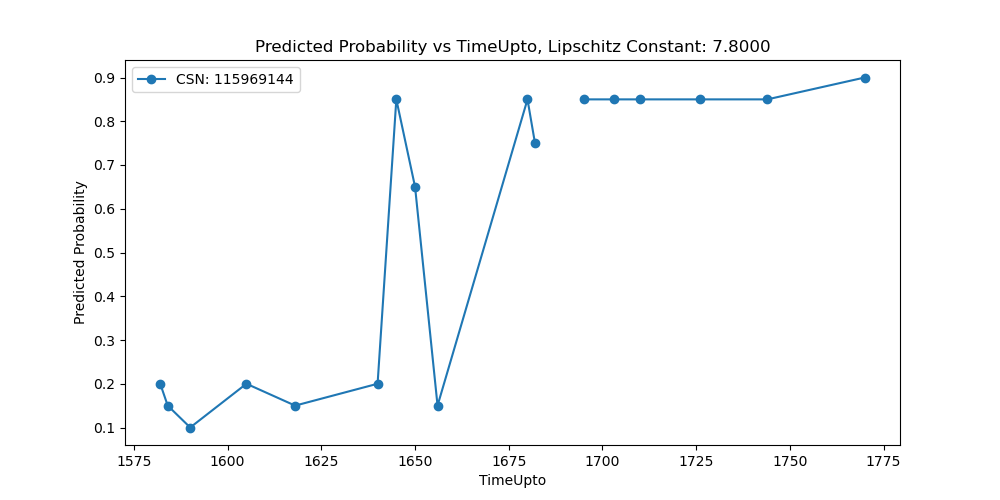 Predicted Probability vs TimeUpto, Lipschitz Constant: 7.8000
CSN: 115969144
Predicted Probability
0.9
0.8
0.7
0.6
0.5
0.4
0.3
0.2
0.1
1575 1600 1625 1650 1675 1700 1725 1750 1775
TimeUpto